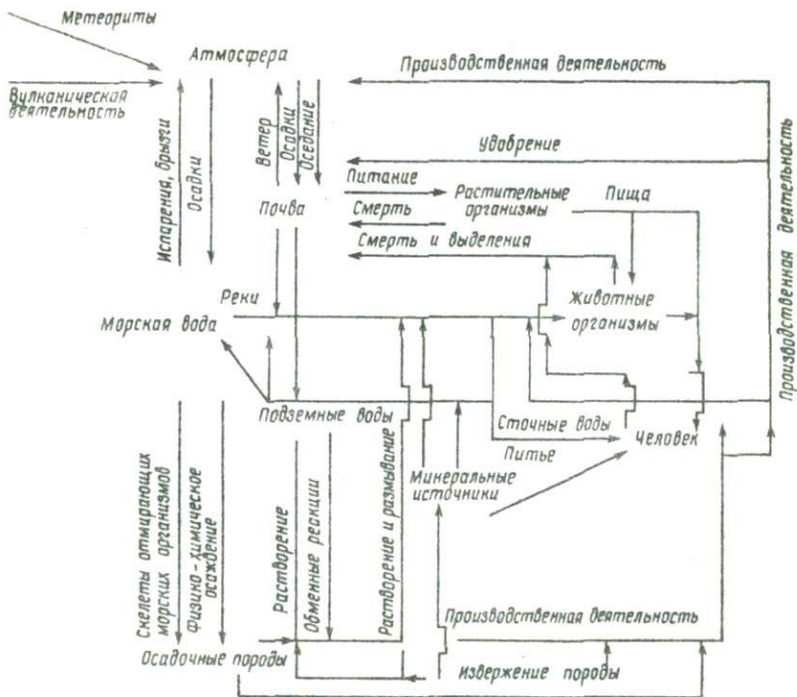 Метеориты
Атмосфера
Производственная деятельность
Вулканическая
деятельность
Испарения, брызги
Осадки
Ветер
Осадки
Оседание
Удобрение
Питание
Почва
Растительные
организмы
Пища
Смерть
Смерть и выделения
Производственная деятельность
Реки
Животные
организмы
Морская вода
Подземные воды
Сточные воды
Человек
Питье
Минеральные
источники
Скелеты отмирающих
морских организмов
Физико-химическое
осаждение
Растворение
Обменные реакции
Растворение и размывание
Производственная деятельность
Осадочные породы
Извержение породы